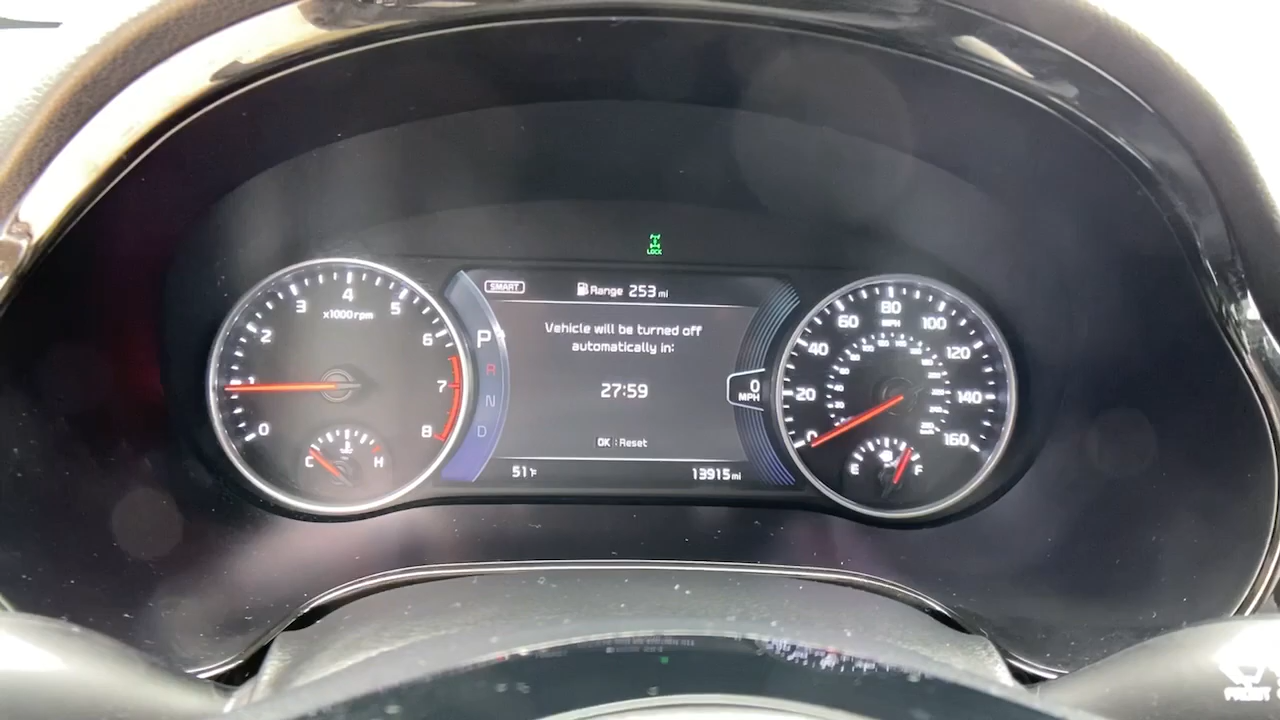 LOCK
SMART
Range 253 mi
Vehicle will be turned off
automatically in:
27:59
OK : Reset
51°F
13915 mi
P
R
N
D
0
MPH
0
1
2
3
4
5
6
7
8
x1000rpm
C
H
0
20
40
60
80
100
120
140
160
MPH
E
F
FRONT